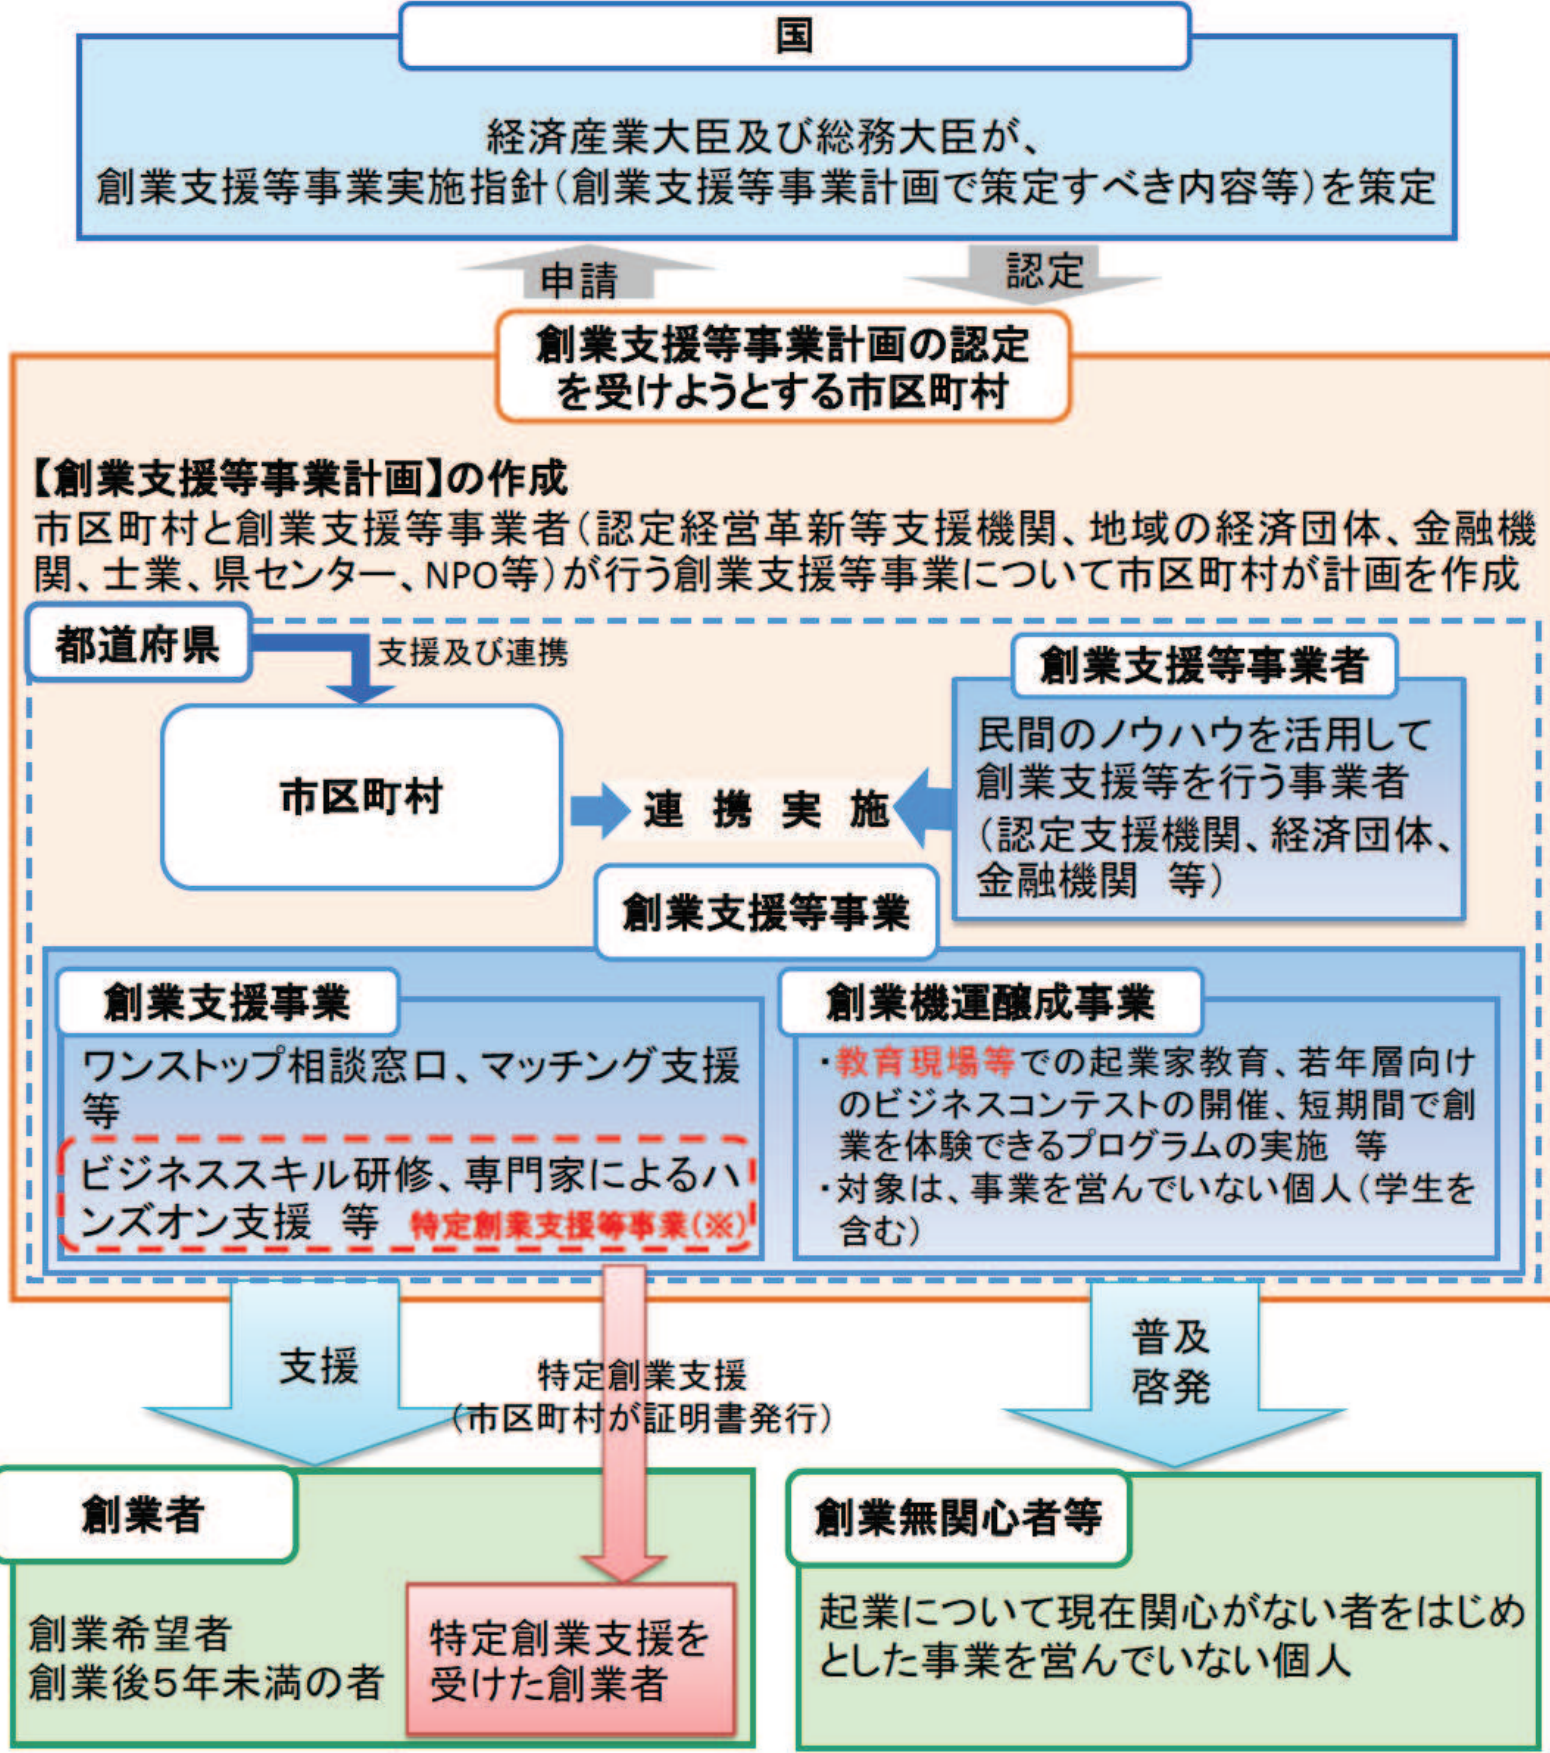 国
経済産業大臣及び総務大臣が、
創業支援等事業実施指針（創業支援等事業計画で策定すべき内容等）を策定
申請
認定
創業支援等事業計画の認定
を受けようとする市区町村
【創業支援等事業計画】の作成
市区町村と創業支援等事業者（認定経営革新等支援機関、地域の経済団体、金融機
関、士業、県センター、NPO等）が行う創業支援等事業について市区町村が計画を作成
都道府県
支援及び連携
創業支援等事業者
民間のノウハウを活用して
創業支援等を行う事業者
（認定支援機関、経済団体、
金融機関　等）
市区町村
連 携 実 施
創業支援等事業
創業支援事業
ワンストップ相談窓口、マッチング支援
等
ビジネススキル研修、専門家によるハ
ンズオン支援　等　特定創業支援等事業（※）
創業機運醸成事業
・教育現場等での起業家教育、若年層向け
のビジネスコンテストの開催、短期間で創
業を体験できるプログラムの実施　等
・対象は、事業を営んでいない個人（学生を
含む）
支援
特定創業支援
（市区町村が証明書発行）
普及
啓発
創業者
創業希望者
創業後５年未満の者
特定創業支援を
受けた創業者
創業無関心者等
起業について現在関心がない者をはじめ
とした事業を営んでいない個人